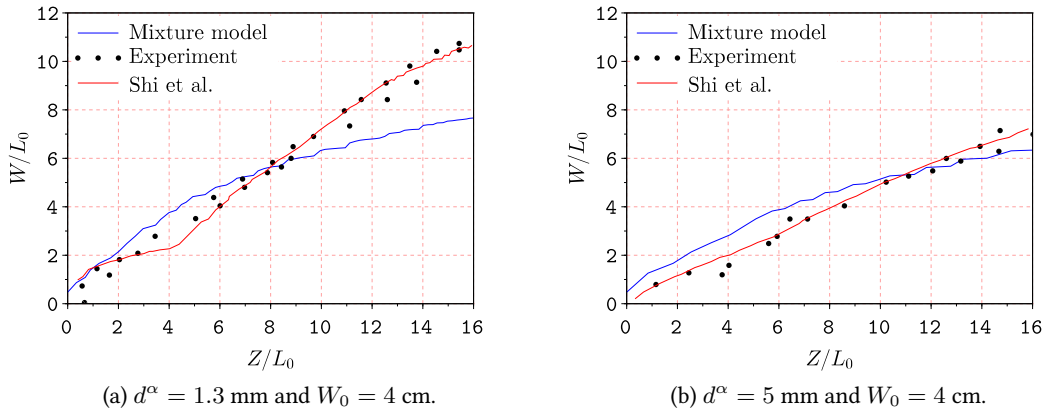 12
10
8
6
4
2
0
W/L₀
Mixture model
Experiment
Shi et al.
0 2 4 6 8 10 12 14 16
Z/L₀
(a) dᵅ = 1.3 mm and W₀ = 4 cm.
12
10
8
6
4
2
0
W/L₀
Mixture model
Experiment
Shi et al.
0 2 4 6 8 10 12 14 16
Z/L₀
(b) dᵅ = 5 mm and W₀ = 4 cm.